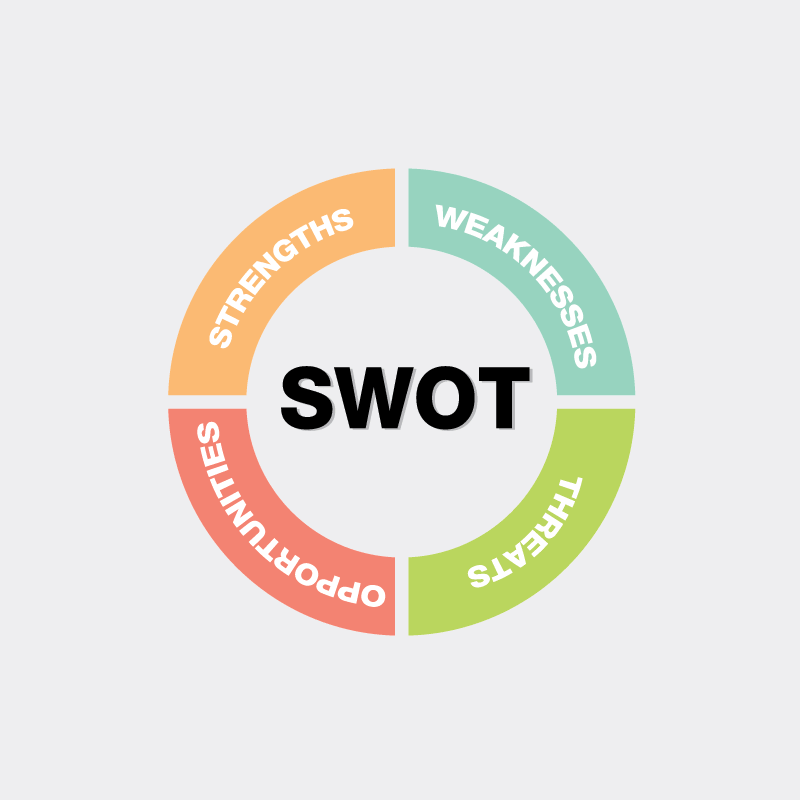 STRENGTHS
WEAKNESSES
SWOT
OPPORTUNITIES
THREATS